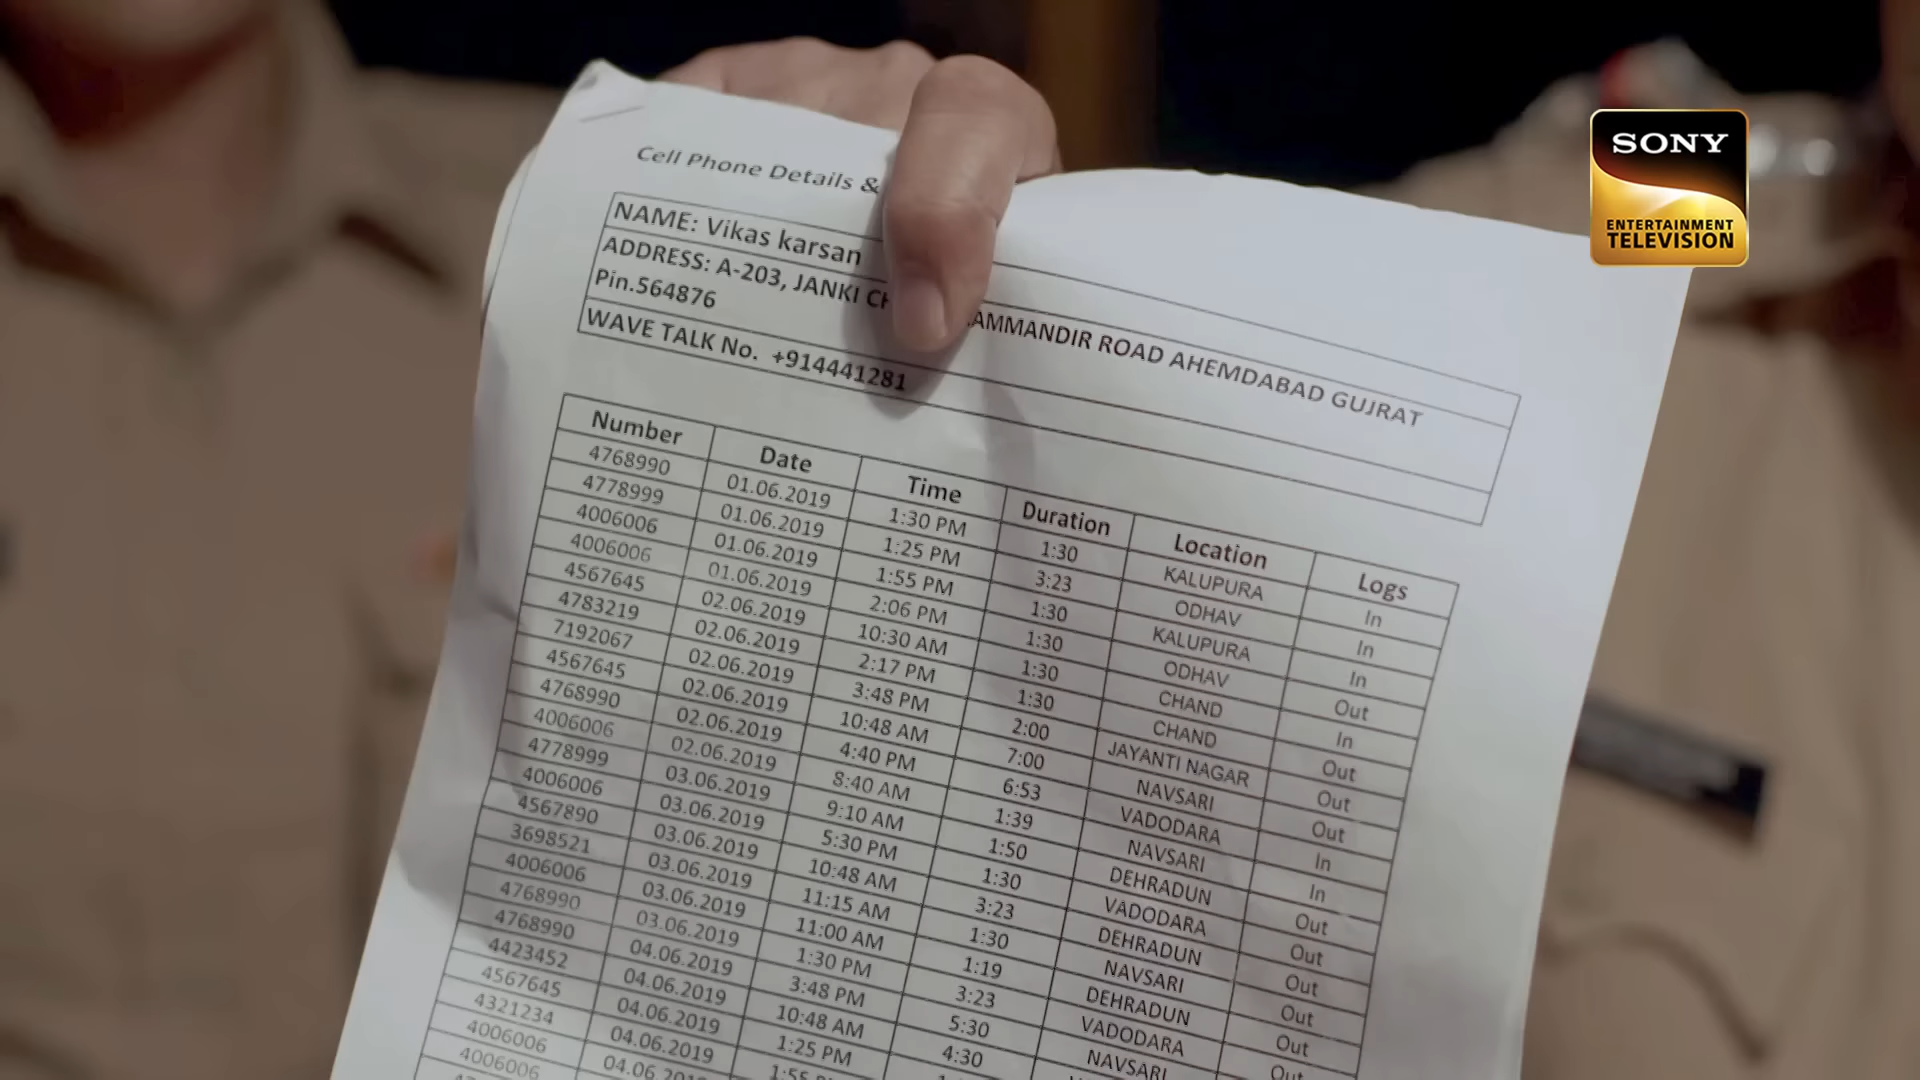 SONY
ENTERTAINMENT
TELEVISION
Cell Phone Details &
NAME: Vikas karsan
ADDRESS: A-203, JANKI AMMANDIR ROAD AHEMDABAD GUJRAT
Pin.564876
WAVE TALK No. +914441281
Number Date Time Duration Location Logs
4768990 01.06.2019 1:30 PM 1:30 KALUPURA In
4778999 01.06.2019 1:25 PM 3:23 ODHAV In
4006006 01.06.2019 1:55 PM 1:30 KALUPURA In
4006006 01.06.2019 2:06 PM 1:30 ODHAV Out
4567645 02.06.2019 10:30 AM 1:30 CHAND In
4783219 02.06.2019 2:17 PM 1:30 CHAND Out
7192067 02.06.2019 3:48 PM 2:00 JAYANTI NAGAR Out
4567645 02.06.2019 10:48 AM 7:00 NAVSARI Out
4768990 02.06.2019 4:40 PM 6:53 VADODARA In
4006006 02.06.2019 8:40 AM 1:39 NAVSARI In
4778999 03.06.2019 9:10 AM 1:50 DEHRADUN Out
4006006 03.06.2019 5:30 PM 1:30 VADODARA Out
4567890 03.06.2019 10:48 AM 3:23 DEHRADUN Out
3698521 03.06.2019 11:15 AM 1:30 NAVSARI Out
4006006 03.06.2019 11:00 AM 1:19 DEHRADUN Out
4768990 03.06.2019 1:30 PM 3:23 VADODARA Out
4768990 04.06.2019 3:48 PM 5:30 NAVSARI
4423452 04.06.2019 10:48 AM 4:30
4567645 04.06.2019 1:25 PM
4321234 04.06.2019 1:55
4006006
4006006